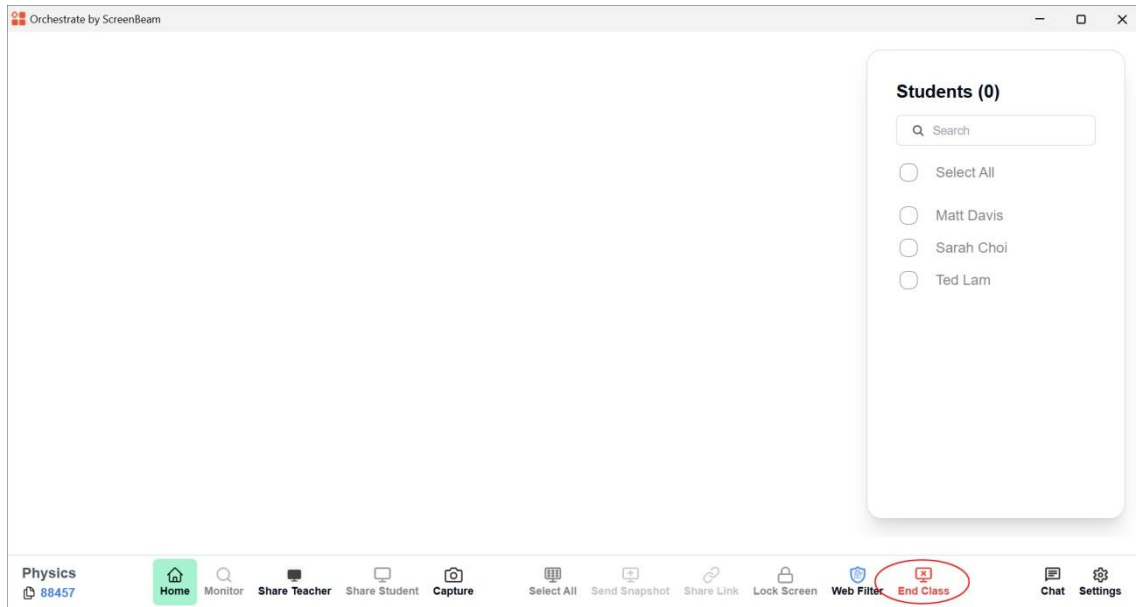 Orchestrate by ScreenBeam
Students (0)
Search
Select All
Matt Davis
Sarah Choi
Ted Lam
Physics
88457
Home
Monitor
Share Teacher
Share Student
Capture
Select All
Send Snapshot
Share Link
Lock Screen
Web Filter
End Class
Chat
Settings